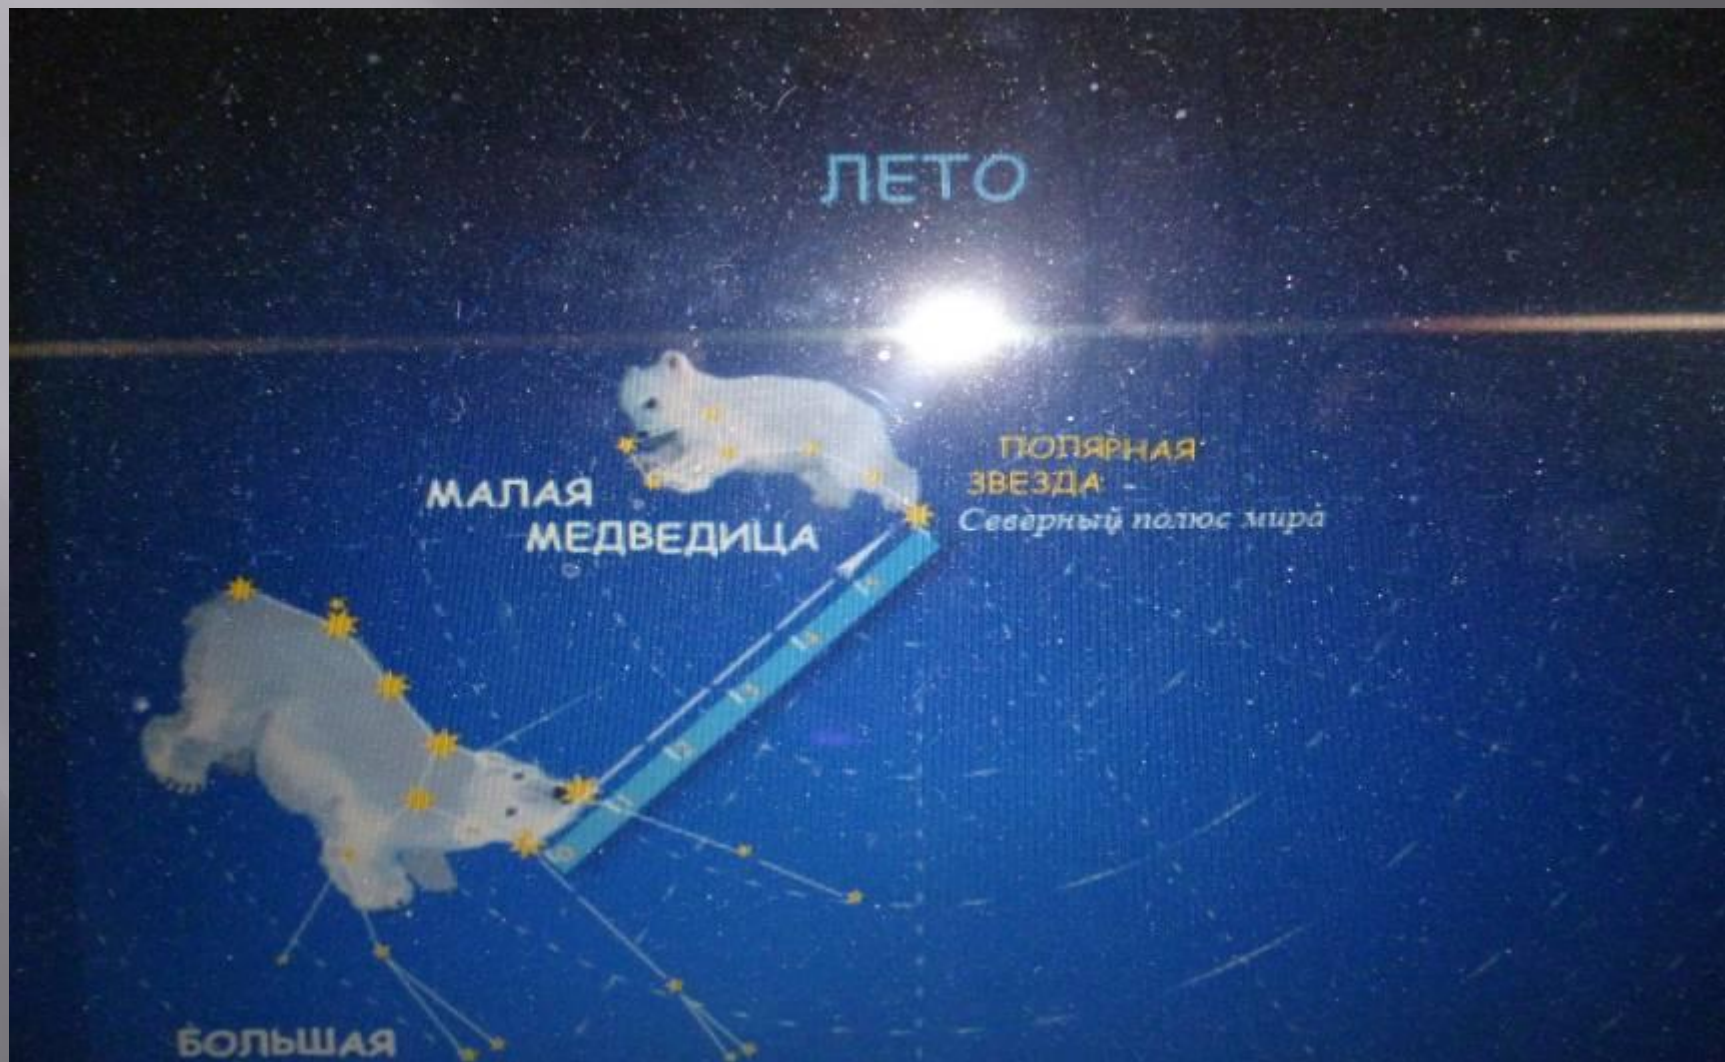 ЛЕТО
ПОЛЯРНАЯ
ЗВЕЗДА
Северный полюс мира
МАЛАЯ
МЕДВЕДИЦА
БОЛЬШАЯ